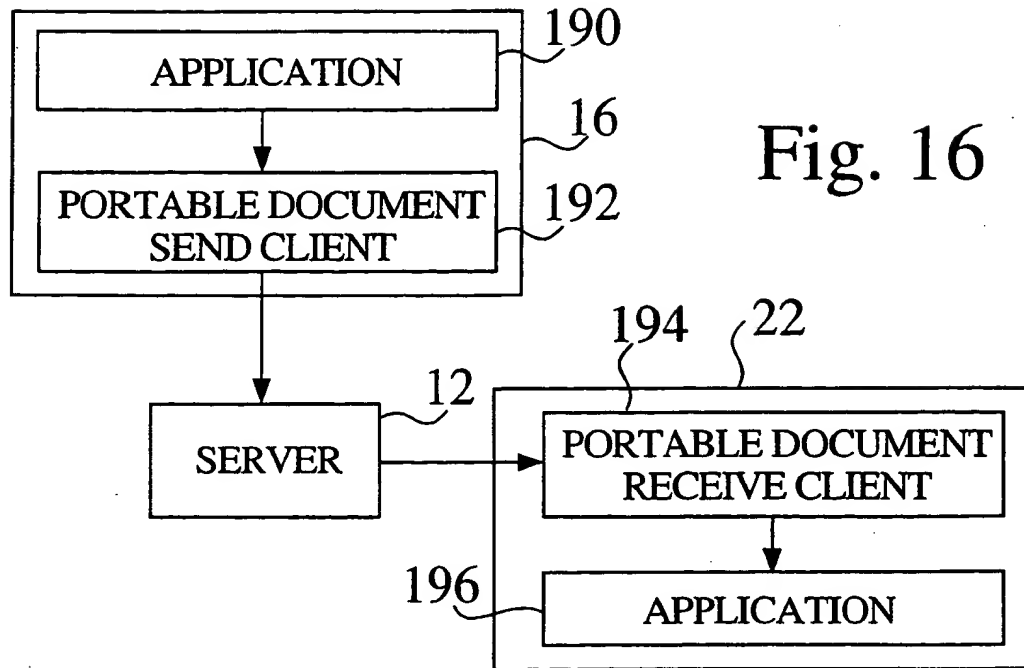 190
APPLICATION
16
Fig. 16
PORTABLE DOCUMENT
SEND CLIENT
192
194
22
12
SERVER
PORTABLE DOCUMENT
RECEIVE CLIENT
196
APPLICATION